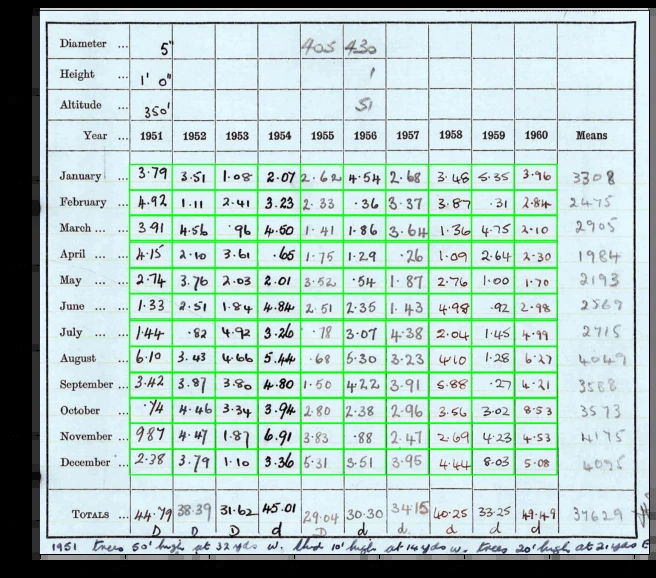 Diameter ... 5" 405 430
Height ... 1' 0" 1
Altitude ... 350' 51
Year ... 1951 1952 1953 1954 1955 1956 1957 1958 1959 1960 Means
January ... 3.79 3.51 1.08 2.07 2.62 4.54 2.68 3.48 5.35 3.96 3308
February ... 4.92 1.11 2.41 3.23 2.33 .36 3.37 3.87 .31 2.84 2475
March ... ... 3.91 4.56 .96 4.50 1.41 1.86 3.64 1.36 4.75 2.10 2905
April ... 4.15 2.10 3.61 .65 1.75 1.29 .26 1.09 2.64 2.30 1984
May ... ... 2.74 3.76 2.03 2.01 3.52 .54 1.87 2.76 1.00 1.70 2193
June ... ... 1.33 2.51 1.84 4.84 2.51 2.35 1.43 4.98 .92 2.98 2569
July ... ... 1.44 .82 4.92 3.26 .78 3.07 4.38 2.04 1.45 4.99 2715
August ... 6.10 3.43 4.66 5.44 .68 5.30 3.23 4.10 1.28 6.27 4049
September ... 3.42 3.87 3.80 4.80 1.50 4.22 3.91 5.88 .27 4.21 3588
October ... .74 4.46 3.34 3.94 2.80 2.38 2.96 3.56 3.02 8.53 3573
November ... 9.87 4.47 1.87 6.91 3.83 .88 2.47 2.69 4.23 4.53 4175
December ... 2.38 3.79 1.10 3.36 5.31 3.51 3.95 4.44 8.03 5.08 4095
TOTALS ... 44.79 38.39 31.62 45.01 29.04 30.30 34.15 40.25 33.25 49.49 37629
D D D d D d d. d d d
1951 trees 50' high at 32 yds W. 10' high at 14 yds W. trees 20' high at 21 yds E